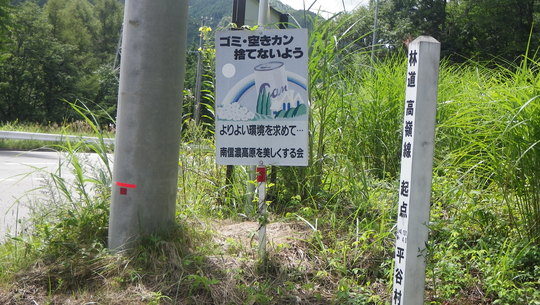 ゴミ・空きカン
捨てないよう
Can
よりよい環境を求めて…
南信濃高原を美しくする会
林道 高嶺線 起点
平谷村